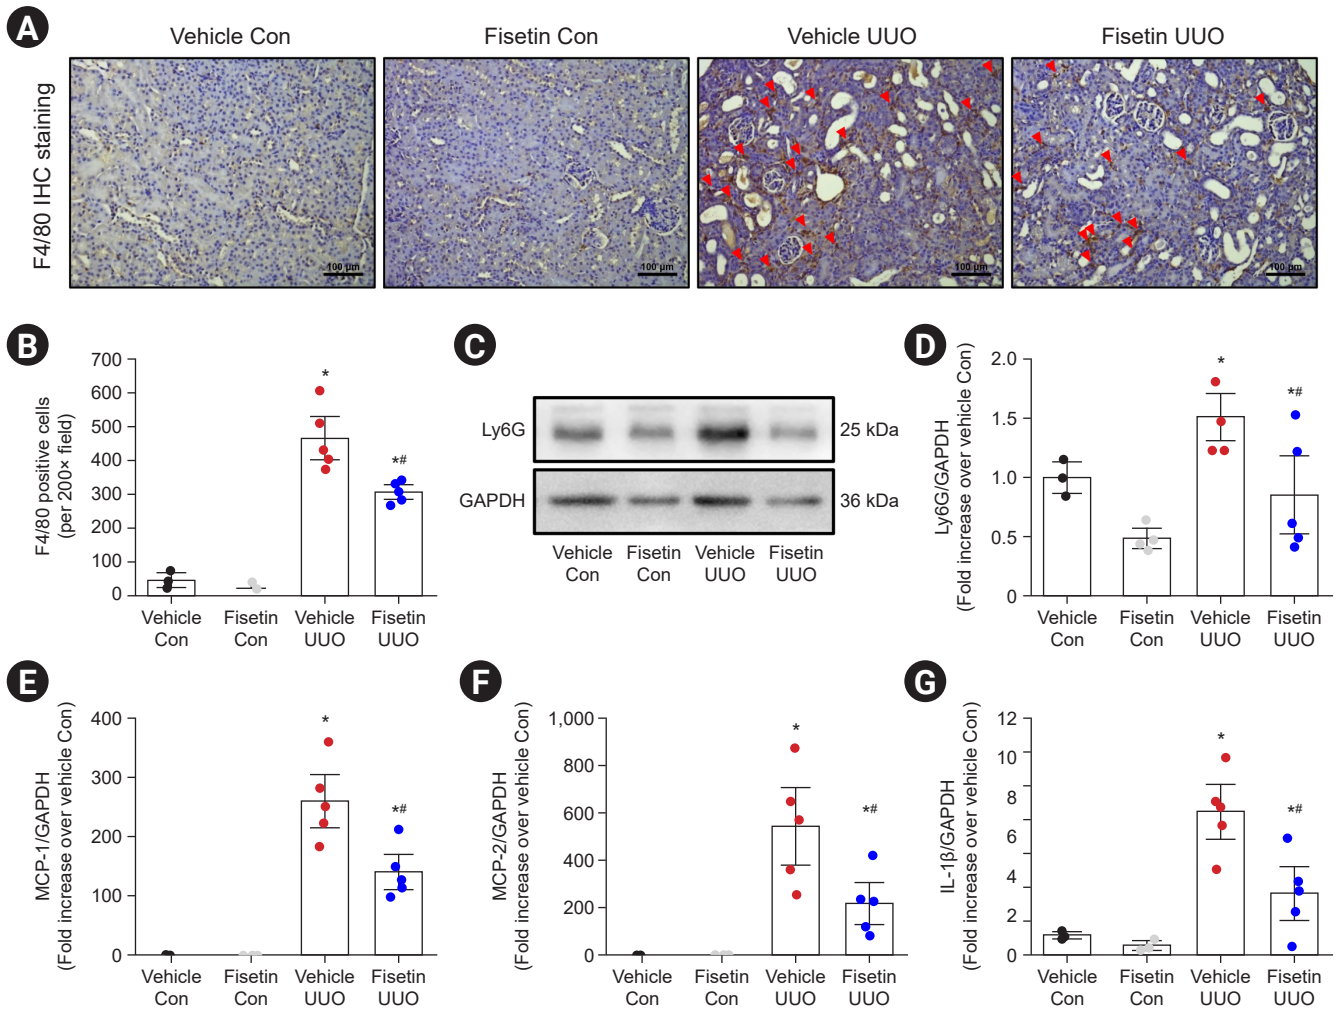 A
Vehicle Con
Fisetin Con
Vehicle UUO
Fisetin UUO
F4/80 IHC staining
100 μm
100 μm
100 μm
100 μm
B
F4/80 positive cells
(per 200× field)
700
600
500
400
300
200
100
0
*
*#
Vehicle
Con
Fisetin
Con
Vehicle
UUO
Fisetin
UUO
C
Ly6G
25 kDa
GAPDH
36 kDa
Vehicle
Con
Fisetin
Con
Vehicle
UUO
Fisetin
UUO
D
Ly6G/GAPDH
(Fold increase over vehicle Con)
2.0
1.5
1.0
0.5
0
*
*#
Vehicle
Con
Fisetin
Con
Vehicle
UUO
Fisetin
UUO
E
MCP-1/GAPDH
(Fold increase over vehicle Con)
400
300
200
100
0
*
*#
Vehicle
Con
Fisetin
Con
Vehicle
UUO
Fisetin
UUO
F
MCP-2/GAPDH
(Fold increase over vehicle Con)
1,000
800
600
400
200
0
*
*#
Vehicle
Con
Fisetin
Con
Vehicle
UUO
Fisetin
UUO
G
IL-1β/GAPDH
(Fold increase over vehicle Con)
12
10
8
6
4
2
0
*
*#
Vehicle
Con
Fisetin
Con
Vehicle
UUO
Fisetin
UUO